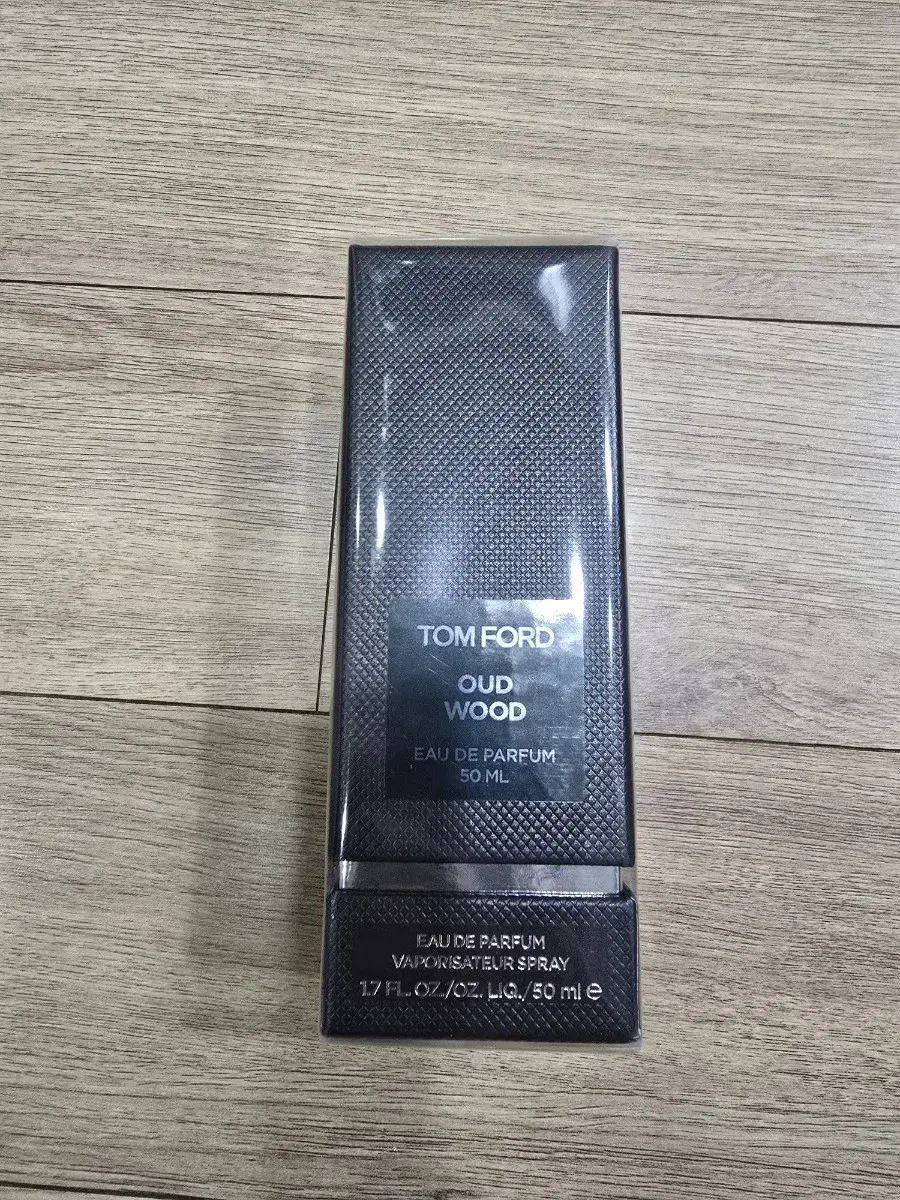 TOM FORD
OUD
WOOD
EAU DE PARFUM
50 ML
EAU DE PARFUM
VAPORISATEUR SPRAY
1.7 FL. OZ./OZ. LIQ./50 ml e